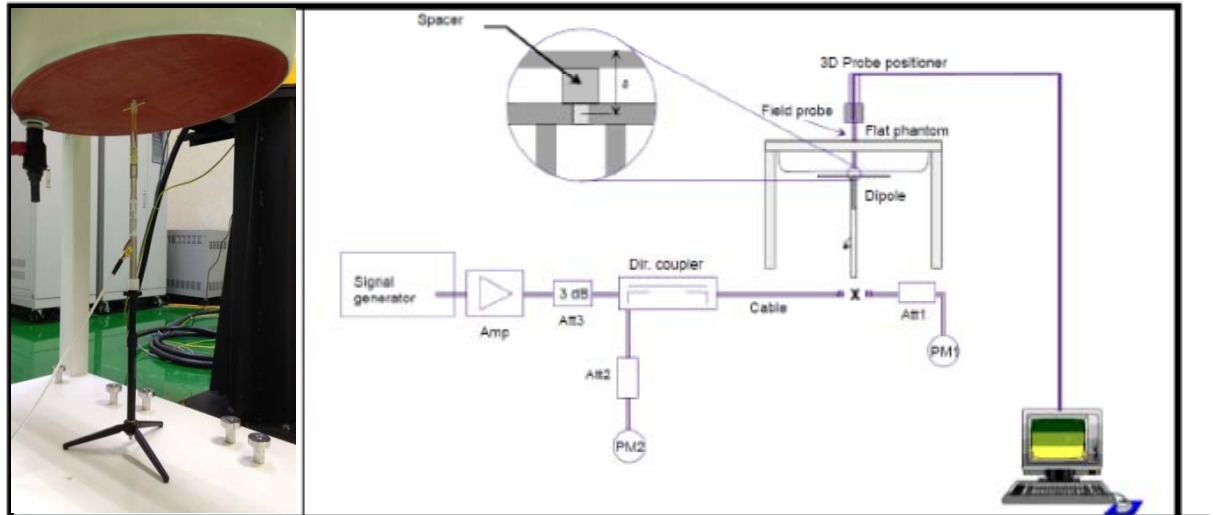 Spacer
s
3D Probe positioner
Field probe
Flat phantom
Dipole
Signal
generator
Amp
3 dB
Att3
Dir. coupler
Cable
x
Att1
PM1
Att2
PM2